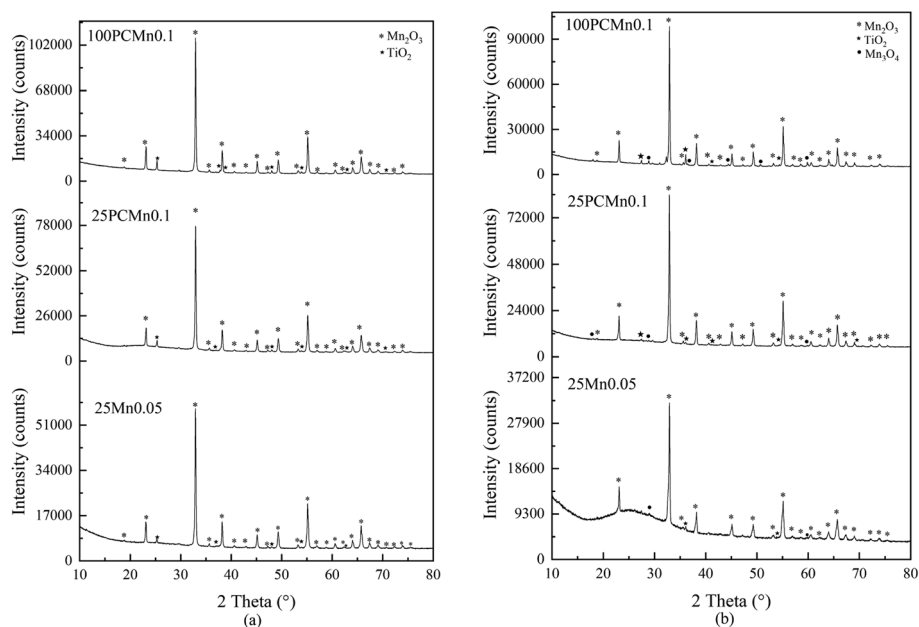 100PCMn0.1
* Mn2O3
★ TiO2
102000
68000
34000
0
Intensity (counts)
25PCMn0.1
78000
52000
26000
0
Intensity (counts)
25Mn0.05
51000
34000
17000
0
Intensity (counts)
10 20 30 40 50 60 70 80
2 Theta (°)
(a)
100PCMn0.1
* Mn2O3
★ TiO2
● Mn3O4
90000
60000
30000
0
Intensity (counts)
25PCMn0.1
72000
48000
24000
0
Intensity (counts)
25Mn0.05
37200
27900
18600
9300
0
Intensity (counts)
10 20 30 40 50 60 70 80
2 Theta (°)
(b)